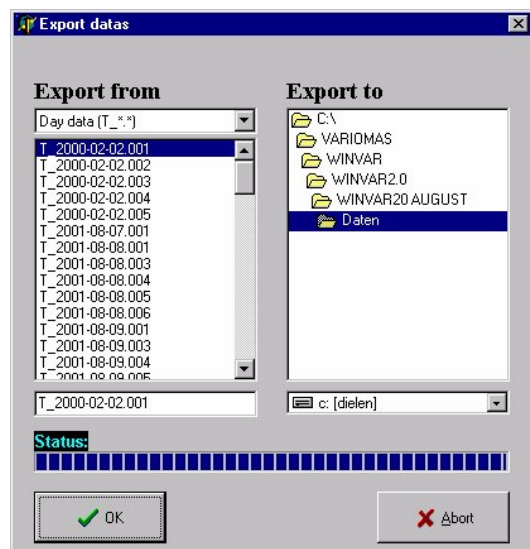 Export datas
Export from
Export to
Day data (T_*.*)
T_2000-02-02.001
T_2000-02-02.002
T_2000-02-02.003
T_2000-02-02.004
T_2000-02-02.005
T_2001-08-07.001
T_2001-08-08.001
T_2001-08-08.003
T_2001-08-08.004
T_2001-08-08.005
T_2001-08-08.006
T_2001-08-09.001
T_2001-08-09.003
T_2001-08-09.004
T_2001-08-09.005
T_2000-02-02.001
C:\
VARIOMAS
WINVAR
WINVAR2.0
WINVAR20 AUGUST
Daten
c: [dielen]
Status:
OK
Abort